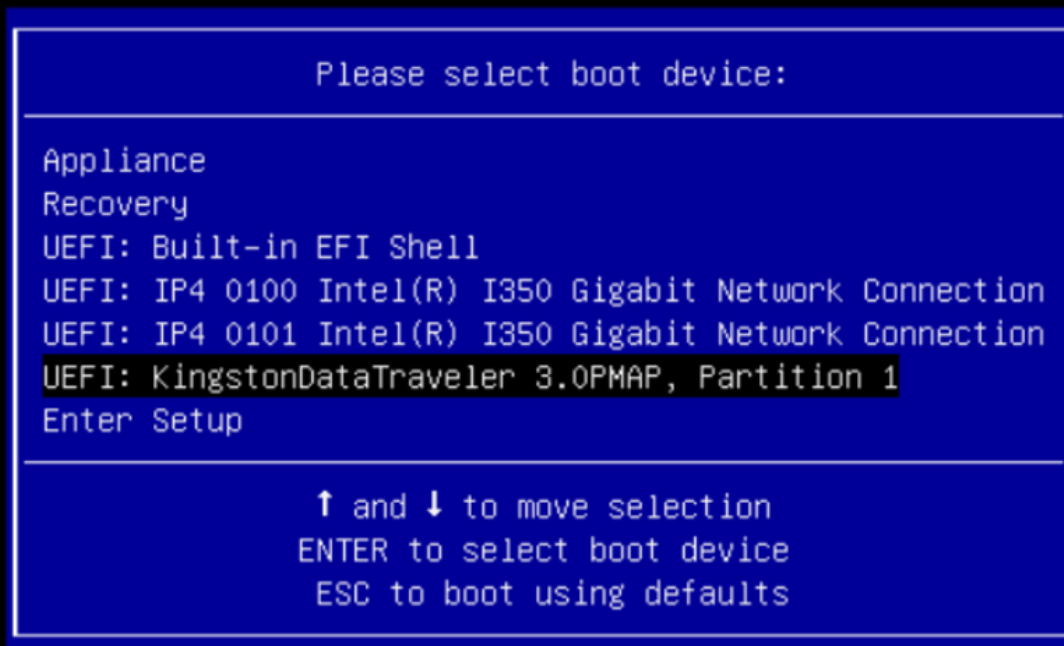 Please select boot device:
Appliance
Recovery
UEFI: Built-in EFI Shell
UEFI: IP4 0100 Intel(R) I350 Gigabit Network Connection
UEFI: IP4 0101 Intel(R) I350 Gigabit Network Connection
UEFI: KingstonDataTraveler 3.0PMAP, Partition 1
Enter Setup
↑ and ↓ to move selection
ENTER to select boot device
ESC to boot using defaults